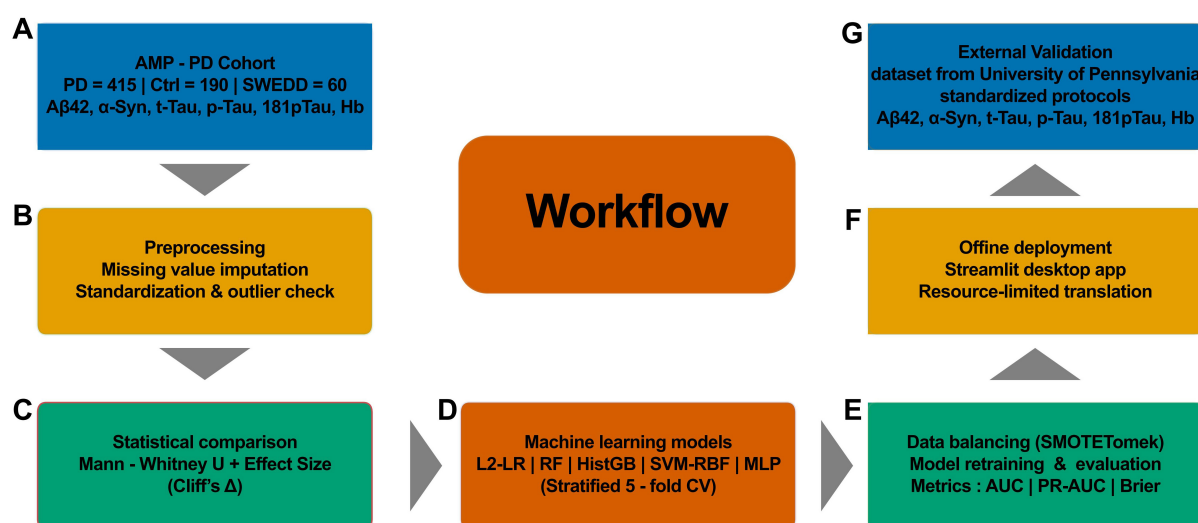 A
AMP - PD Cohort
PD = 415 | Ctrl = 190 | SWEDD = 60
Aβ42, α-Syn, t-Tau, p-Tau, 181pTau, Hb
B
Preprocessing
Missing value imputation
Standardization & outlier check
C
Statistical comparison
Mann - Whitney U + Effect Size
(Cliff's Δ)
Workflow
D
Machine learning models
L2-LR | RF | HistGB | SVM-RBF | MLP
(Stratified 5 - fold CV)
E
Data balancing (SMOTETomek)
Model retraining & evaluation
Metrics : AUC | PR-AUC | Brier
F
Offine deployment
Streamlit desktop app
Resource-limited translation
G
External Validation
dataset from University of Pennsylvania
standardized protocols
Aβ42, α-Syn, t-Tau, p-Tau, 181pTau, Hb